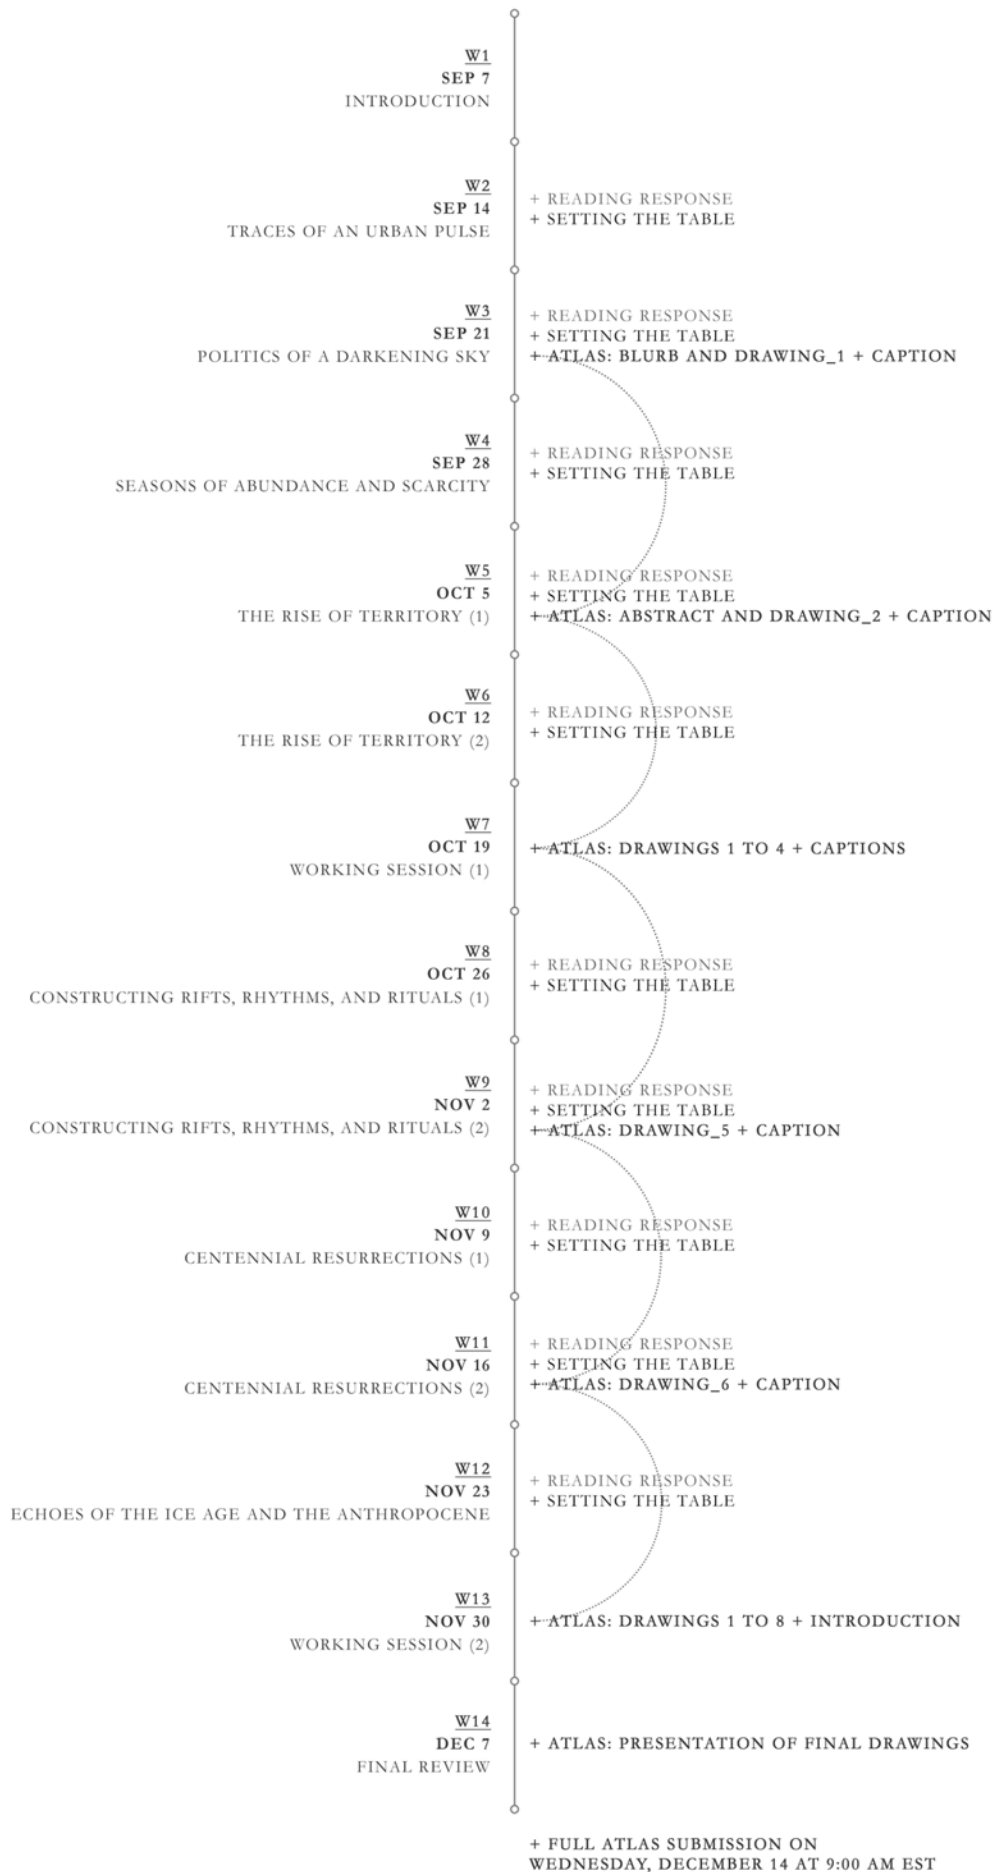 W1
SEP 7
INTRODUCTION
W2
SEP 14
TRACES OF AN URBAN PULSE
+ READING RESPONSE
+ SETTING THE TABLE
W3
SEP 21
POLITICS OF A DARKENING SKY
+ READING RESPONSE
+ SETTING THE TABLE
+ ATLAS: BLURB AND DRAWING_1 + CAPTION
W4
SEP 28
SEASONS OF ABUNDANCE AND SCARCITY
+ READING RESPONSE
+ SETTING THE TABLE
W5
OCT 5
THE RISE OF TERRITORY (1)
+ READING RESPONSE
+ SETTING THE TABLE
+ ATLAS: ABSTRACT AND DRAWING_2 + CAPTION
W6
OCT 12
THE RISE OF TERRITORY (2)
+ READING RESPONSE
+ SETTING THE TABLE
W7
OCT 19
WORKING SESSION (1)
+ ATLAS: DRAWINGS 1 TO 4 + CAPTIONS
W8
OCT 26
CONSTRUCTING RIFTS, RHYTHMS, AND RITUALS (1)
+ READING RESPONSE
+ SETTING THE TABLE
W9
NOV 2
CONSTRUCTING RIFTS, RHYTHMS, AND RITUALS (2)
+ READING RESPONSE
+ SETTING THE TABLE
+ ATLAS: DRAWING_5 + CAPTION
W10
NOV 9
CENTENNIAL RESURRECTIONS (1)
+ READING RESPONSE
+ SETTING THE TABLE
W11
NOV 16
CENTENNIAL RESURRECTIONS (2)
+ READING RESPONSE
+ SETTING THE TABLE
+ ATLAS: DRAWING_6 + CAPTION
W12
NOV 23
ECHOES OF THE ICE AGE AND THE ANTHROPOCENE
+ READING RESPONSE
+ SETTING THE TABLE
W13
NOV 30
WORKING SESSION (2)
+ ATLAS: DRAWINGS 1 TO 8 + INTRODUCTION
W14
DEC 7
FINAL REVIEW
+ ATLAS: PRESENTATION OF FINAL DRAWINGS
+ FULL ATLAS SUBMISSION ON
WEDNESDAY, DECEMBER 14 AT 9:00 AM EST